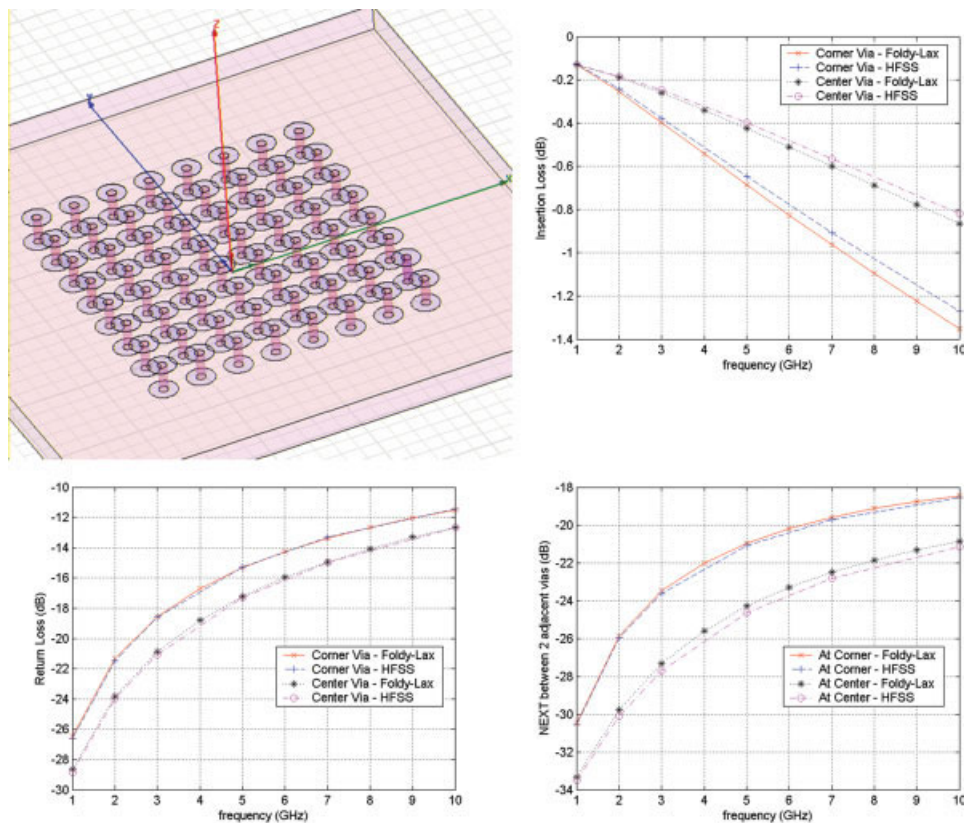 Z
X
0
-0.2
-0.4
-0.6
-0.8
-1
-1.2
-1.4
Insertion Loss (dB)
Corner Via - Foldy-Lax
Corner Via - HFSS
Center Via - Foldy-Lax
Center Via - HFSS
1 2 3 4 5 6 7 8 9 10
frequency (GHz)
-10
-12
-14
-16
-18
-20
-22
-24
-26
-28
-30
Return Loss (dB)
Corner Via - Foldy-Lax
Corner Via - HFSS
Center Via - Foldy-Lax
Center Via - HFSS
1 2 3 4 5 6 7 8 9 10
frequency (GHz)
-18
-20
-22
-24
-26
-28
-30
-32
-34
NEXT between 2 adjacent vias (dB)
At Corner - Foldy-Lax
At Corner - HFSS
At Center - Foldy-Lax
At Center - HFSS
1 2 3 4 5 6 7 8 9 10
frequency (GHz)